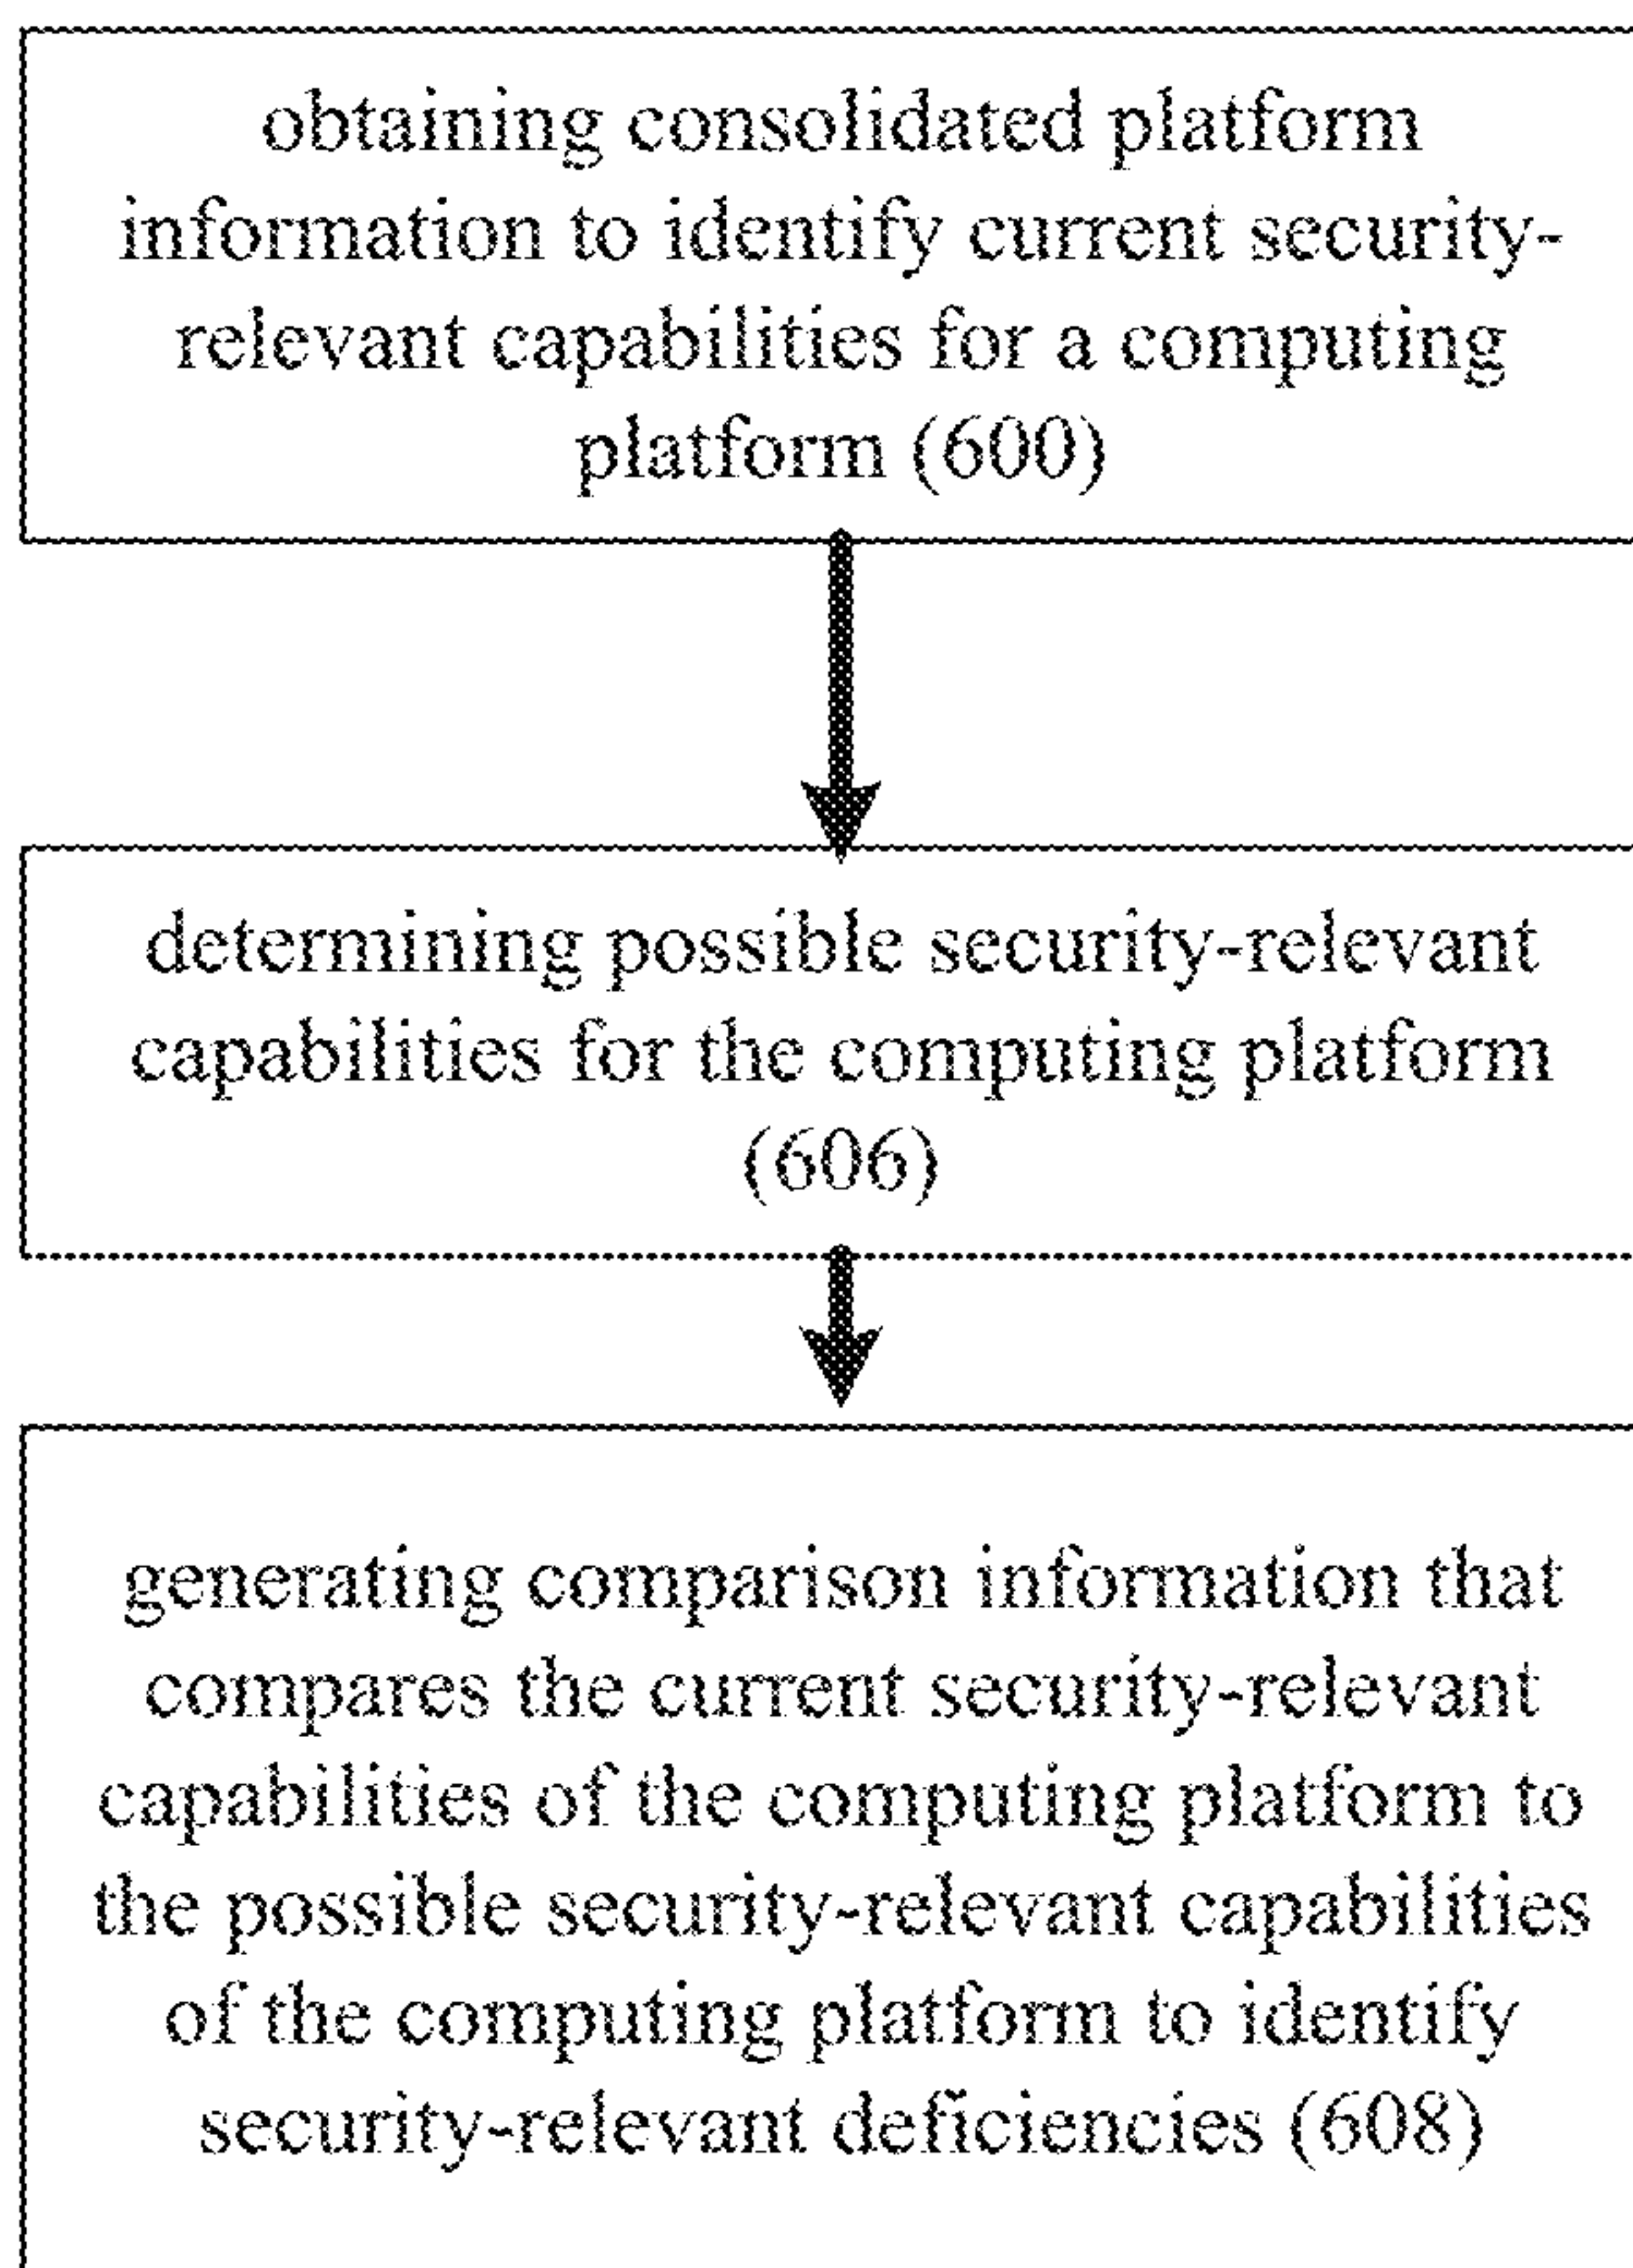 obtaining consolidated platform
information to identify current security-
relevant capabilities for a computing
platform (600)
determining possible security-relevant
capabilities for the computing platform
(606)
generating comparison information that
compares the current security-relevant
capabilities of the computing platform to
the possible security-relevant capabilities
of the computing platform to identify
security-relevant deficiencies (608)